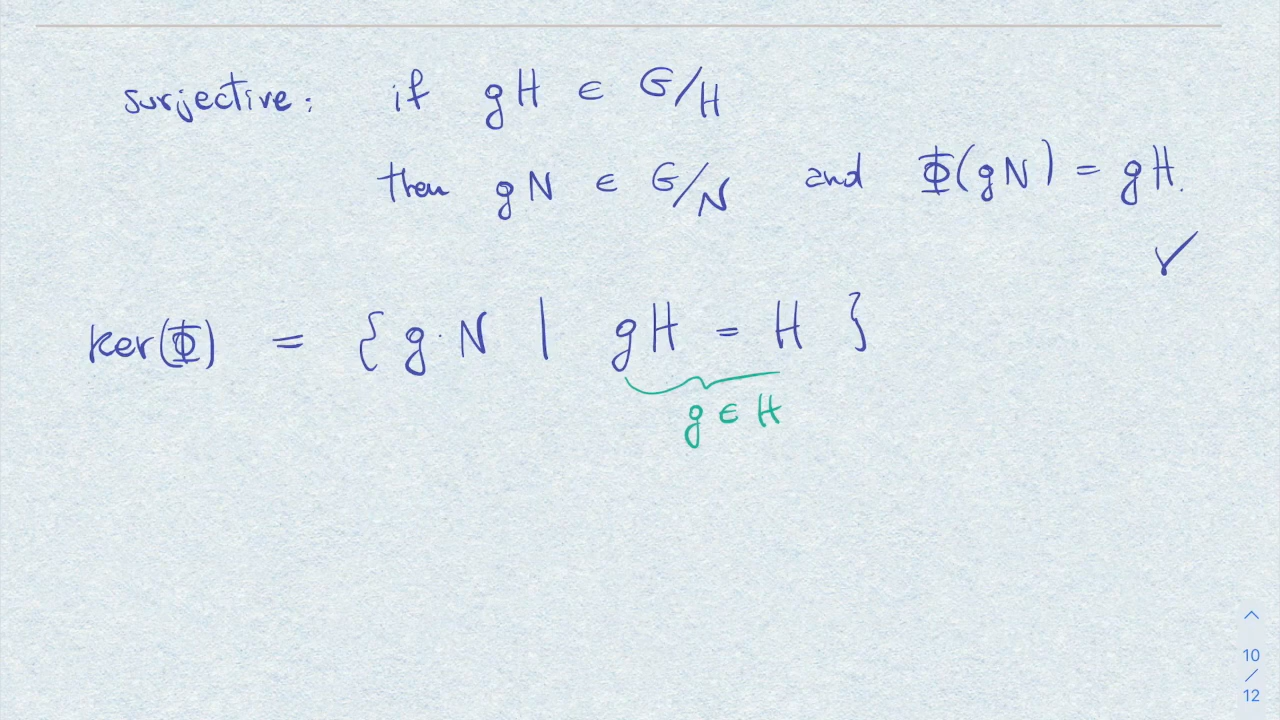 surjective: if gH ∈ G/H
then gN ∈ G/N and Φ(gN) = gH.
✓
ker(Φ) = { g·N | gH = H }
g ∈ H
10
/
12